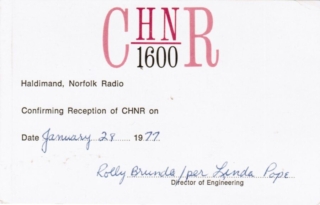 CHNR
1600
Haldimand, Norfolk Radio
Confirming Reception of CHNR on
Date January 28 1977
Rolly Brunda/per Linda Pope
Director of Engineering